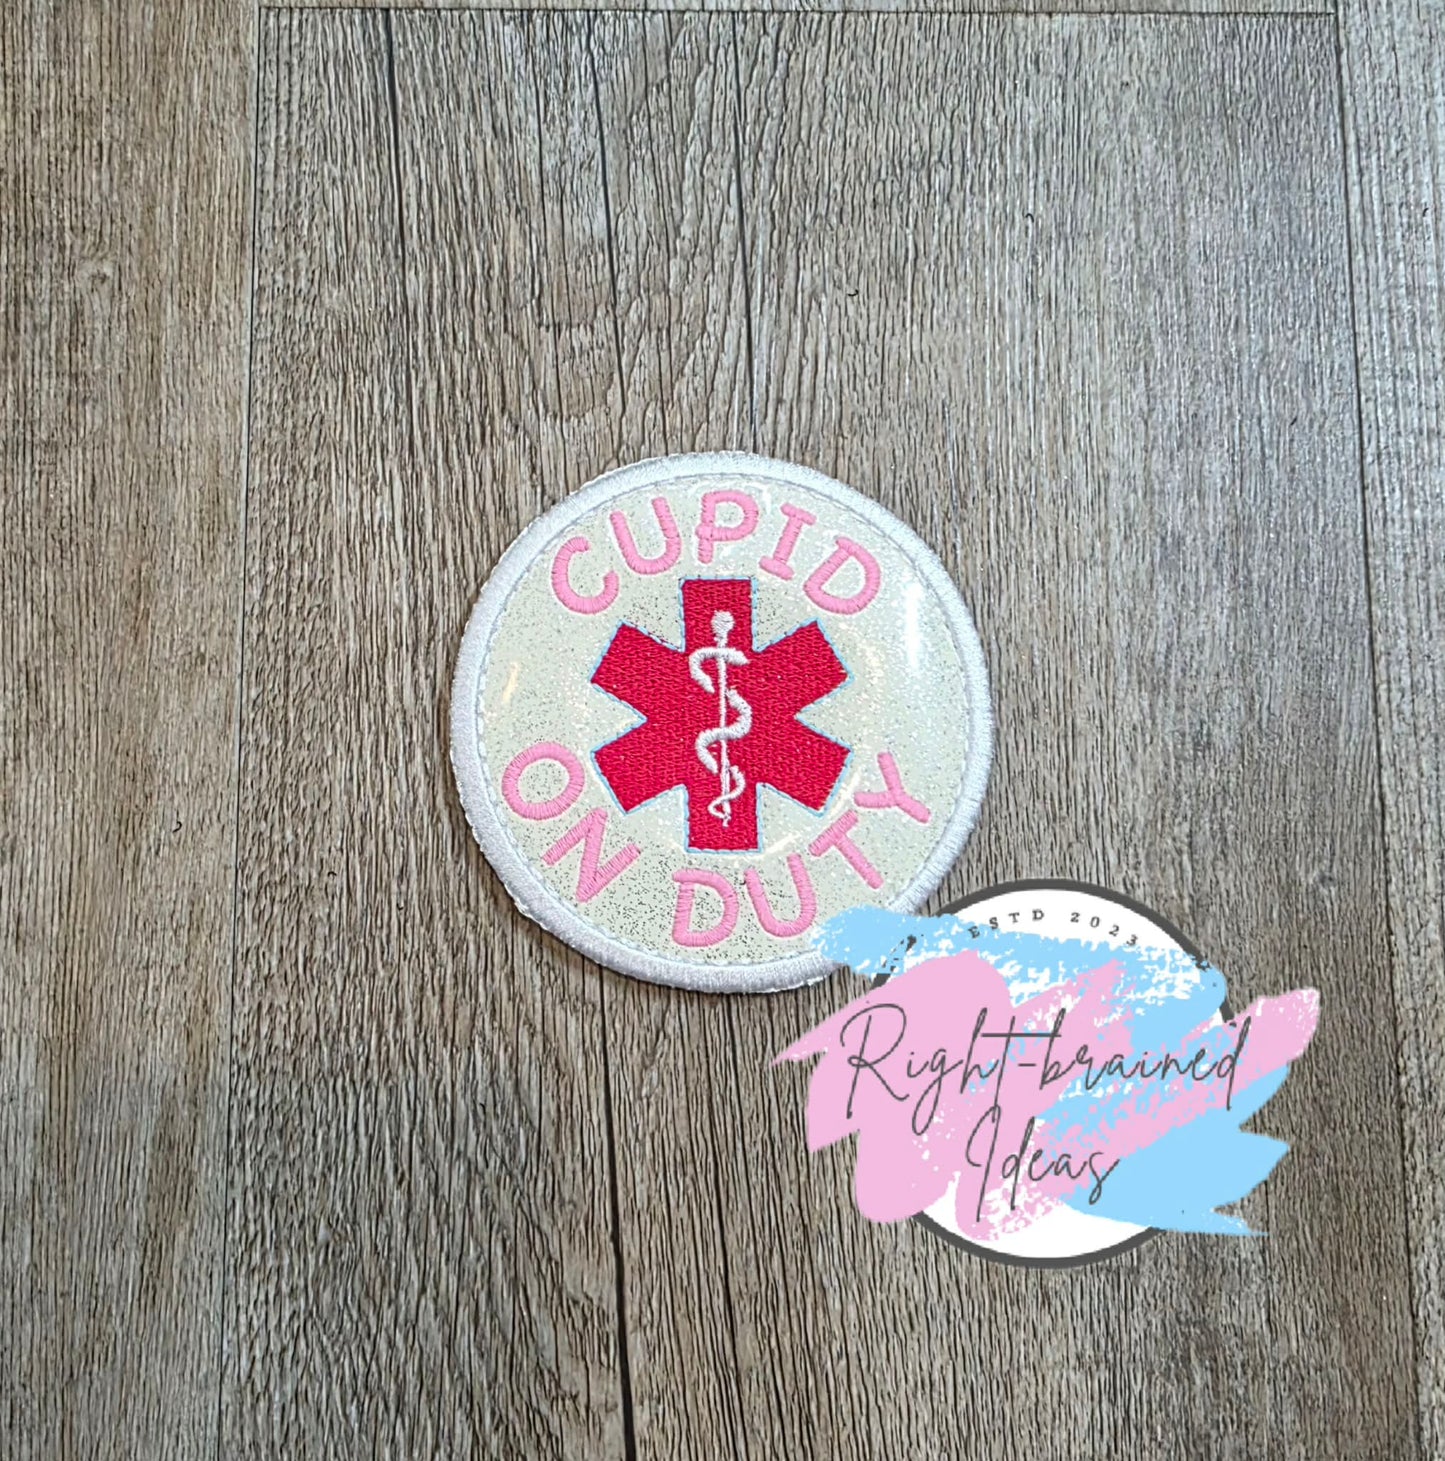 CUPID
ON DUTY
ESTD 2023
Right-brained
Ideas